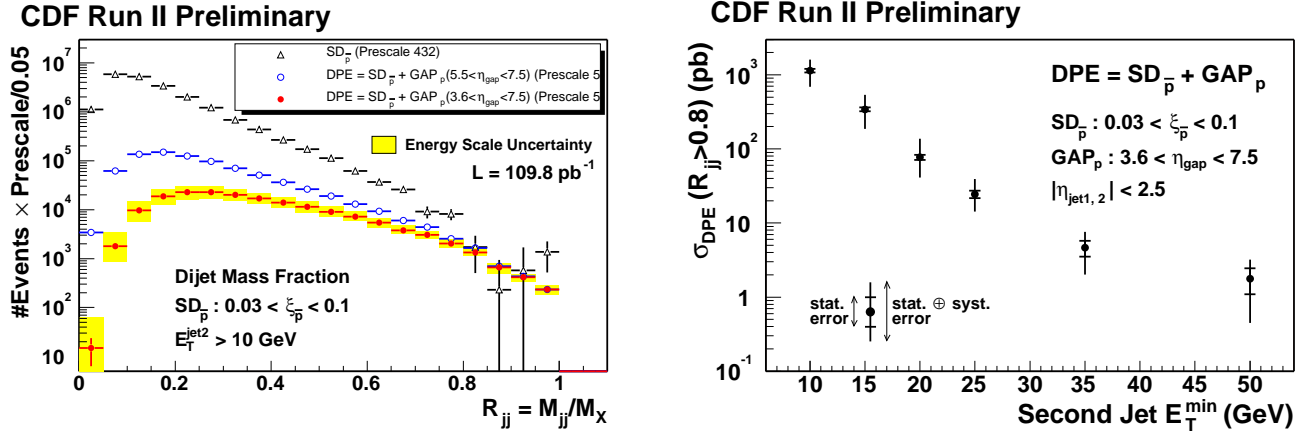 CDF Run II Preliminary
#Events × Prescale/0.05
10^7
10^6
10^5
10^4
10^3
10^2
10
SD_p̅ (Prescale 432)
DPE = SD_p̅ + GAP_p(5.5<η_gap<7.5) (Prescale 5
DPE = SD_p̅ + GAP_p(3.6<η_gap<7.5) (Prescale 5
Energy Scale Uncertainty
L = 109.8 pb^-1
Dijet Mass Fraction
SD_p̅ : 0.03 < ξ_p̅ < 0.1
E_T^jet2 > 10 GeV
0 0.2 0.4 0.6 0.8 1
R_jj = M_jj/M_X
CDF Run II Preliminary
σ_DPE (R_jj>0.8) (pb)
10^3
10^2
10
1
10^-1
DPE = SD_p̅ + GAP_p
SD_p̅ : 0.03 < ξ_p̅ < 0.1
GAP_p : 3.6 < η_gap < 7.5
|η_jet1, 2| < 2.5
stat. error
stat. ⊕ syst. error
10 15 20 25 30 35 40 45 50
Second Jet E_T^min (GeV)